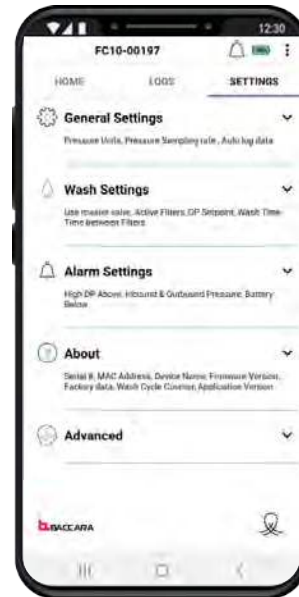 12:30
FC10-00197
HOME LOGS SETTINGS
General Settings
Pressure Units, Pressure Sampling rate, Auto log data
Wash Settings
Use master valve, Active Filters, DP Setpoint, Wash Time
Time between Filters
Alarm Settings
High DP Above, Inbound & Outbound Pressure, Battery
Below
About
Serial #, MAC Address, Device Name, Firmware Version,
Factory data, Wash Cycle Counter, Application Version
Advanced
BACCARA